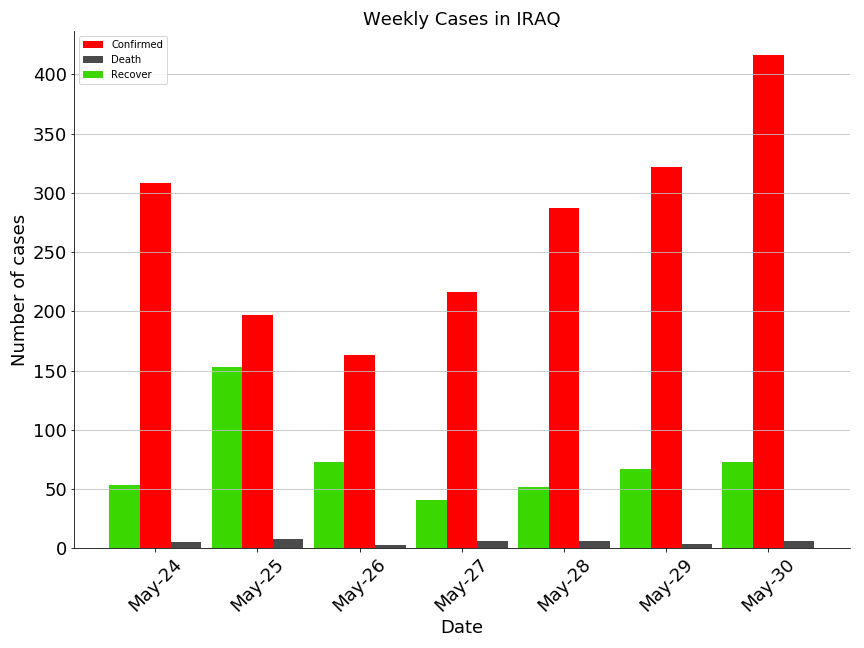 Weekly Cases in IRAQ
Confirmed
Death
Recover
Number of cases
400
350
300
250
200
150
100
50
0
May-24
May-25
May-26
May-27
May-28
May-29
May-30
Date